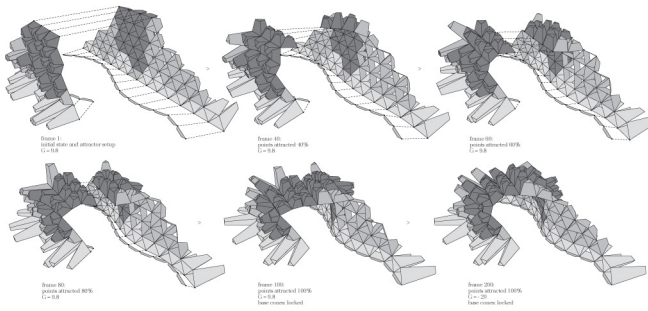 frame 1:
initial state and attractor setup
G = 9.8
>
frame 40:
points attracted 40%
G = 9.8
>
frame 60:
points attracted 60%
G = 9.8
frame 80:
points attracted 80%
G = 9.8
>
frame 100:
points attracted 100%
G = 9.8
base cones locked
>
frame 200:
points attracted 100%
G = - 20
base cones locked